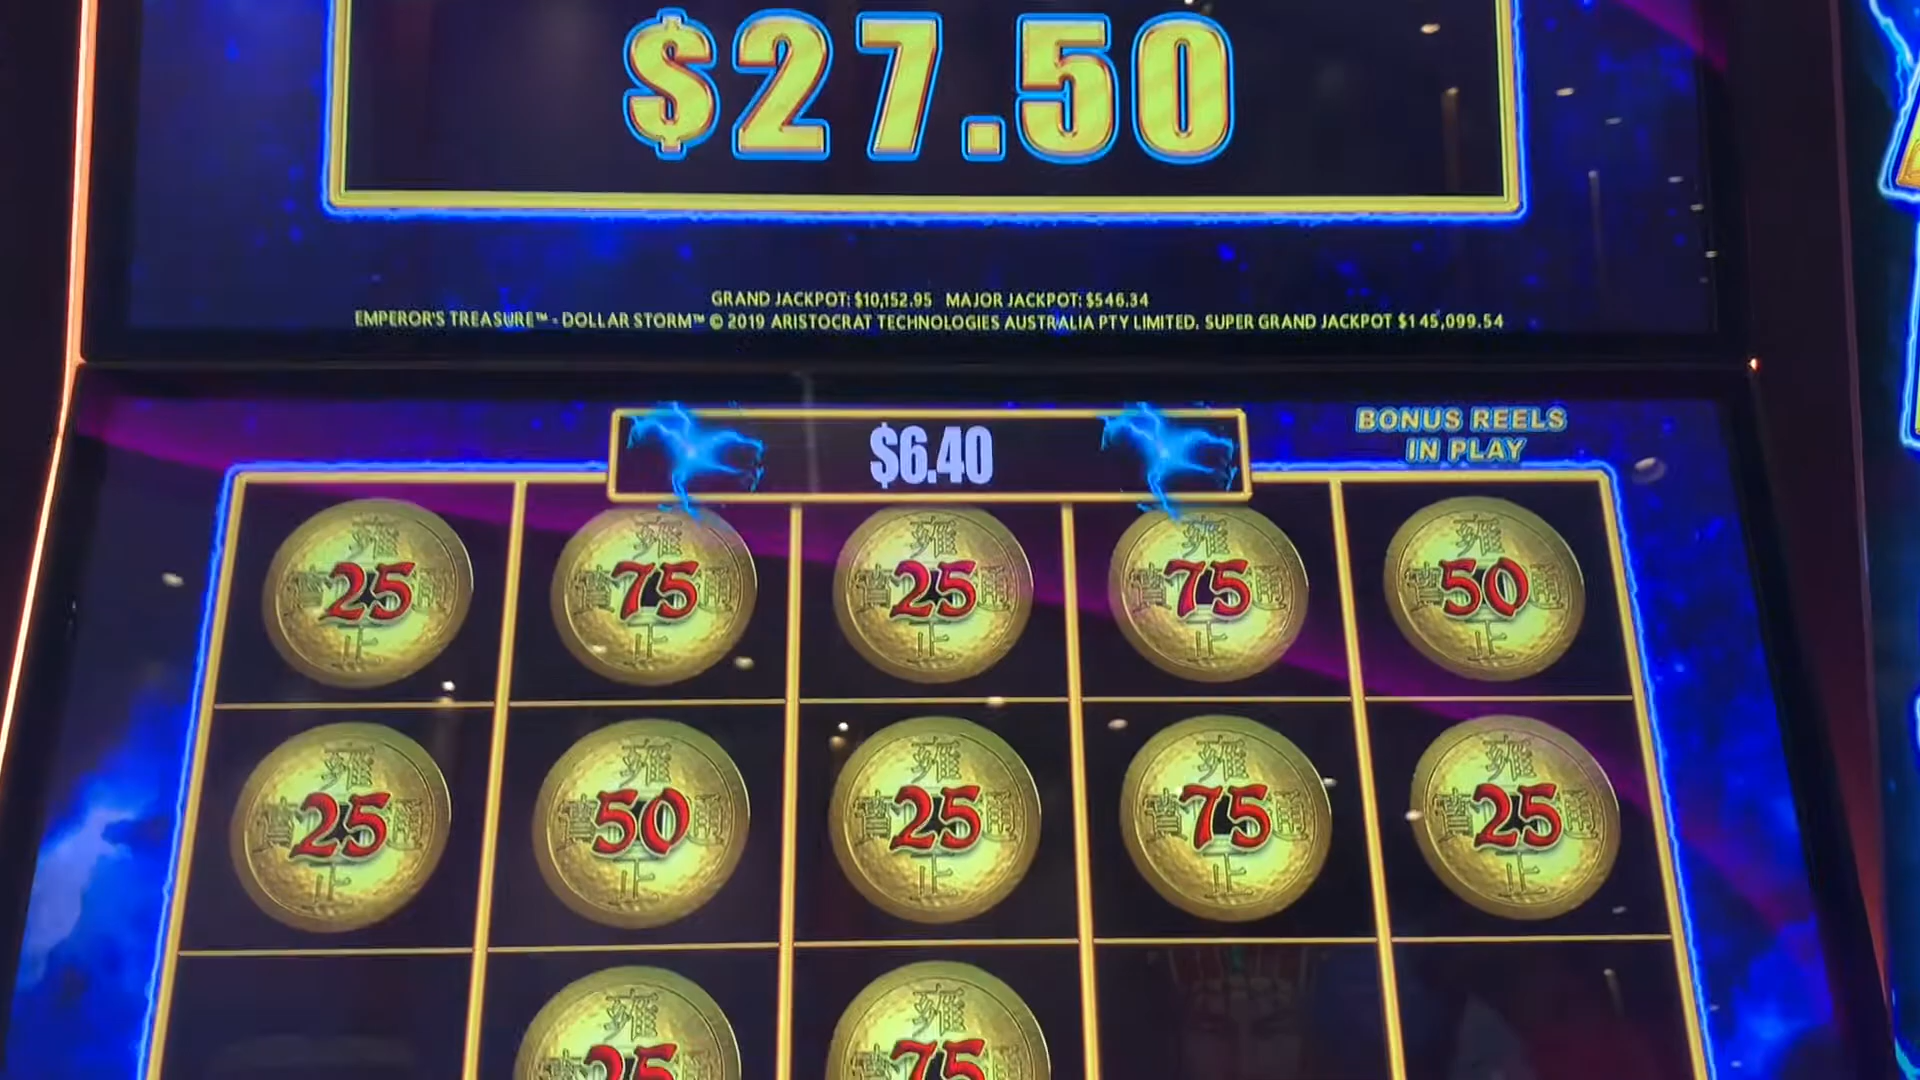 $27.50
GRAND JACKPOT: $10,152.95 MAJOR JACKPOT: $546.34
EMPEROR'S TREASURE™ - DOLLAR STORM™ © 2019 ARISTOCRAT TECHNOLOGIES AUSTRALIA PTY LIMITED. SUPER GRAND JACKPOT $145,099.54
$6.40
BONUS REELS
IN PLAY
25 75 25 75 50
25 50 25 75 25
25 75